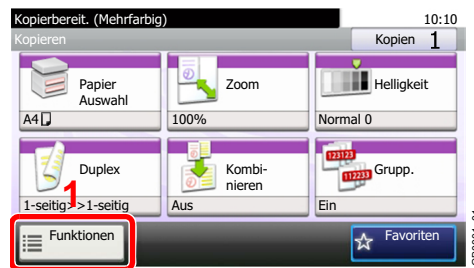 Kopierbereit. (Mehrfarbig)
10:10
Kopieren
Kopien 1
Papier
Auswahl
A4
Zoom
100%
Helligkeit
Normal 0
Duplex
1-seitig>>1-seitig
Kombi-
nieren
Aus
123123
112233
Grupp.
Ein
1
Funktionen
Favoriten